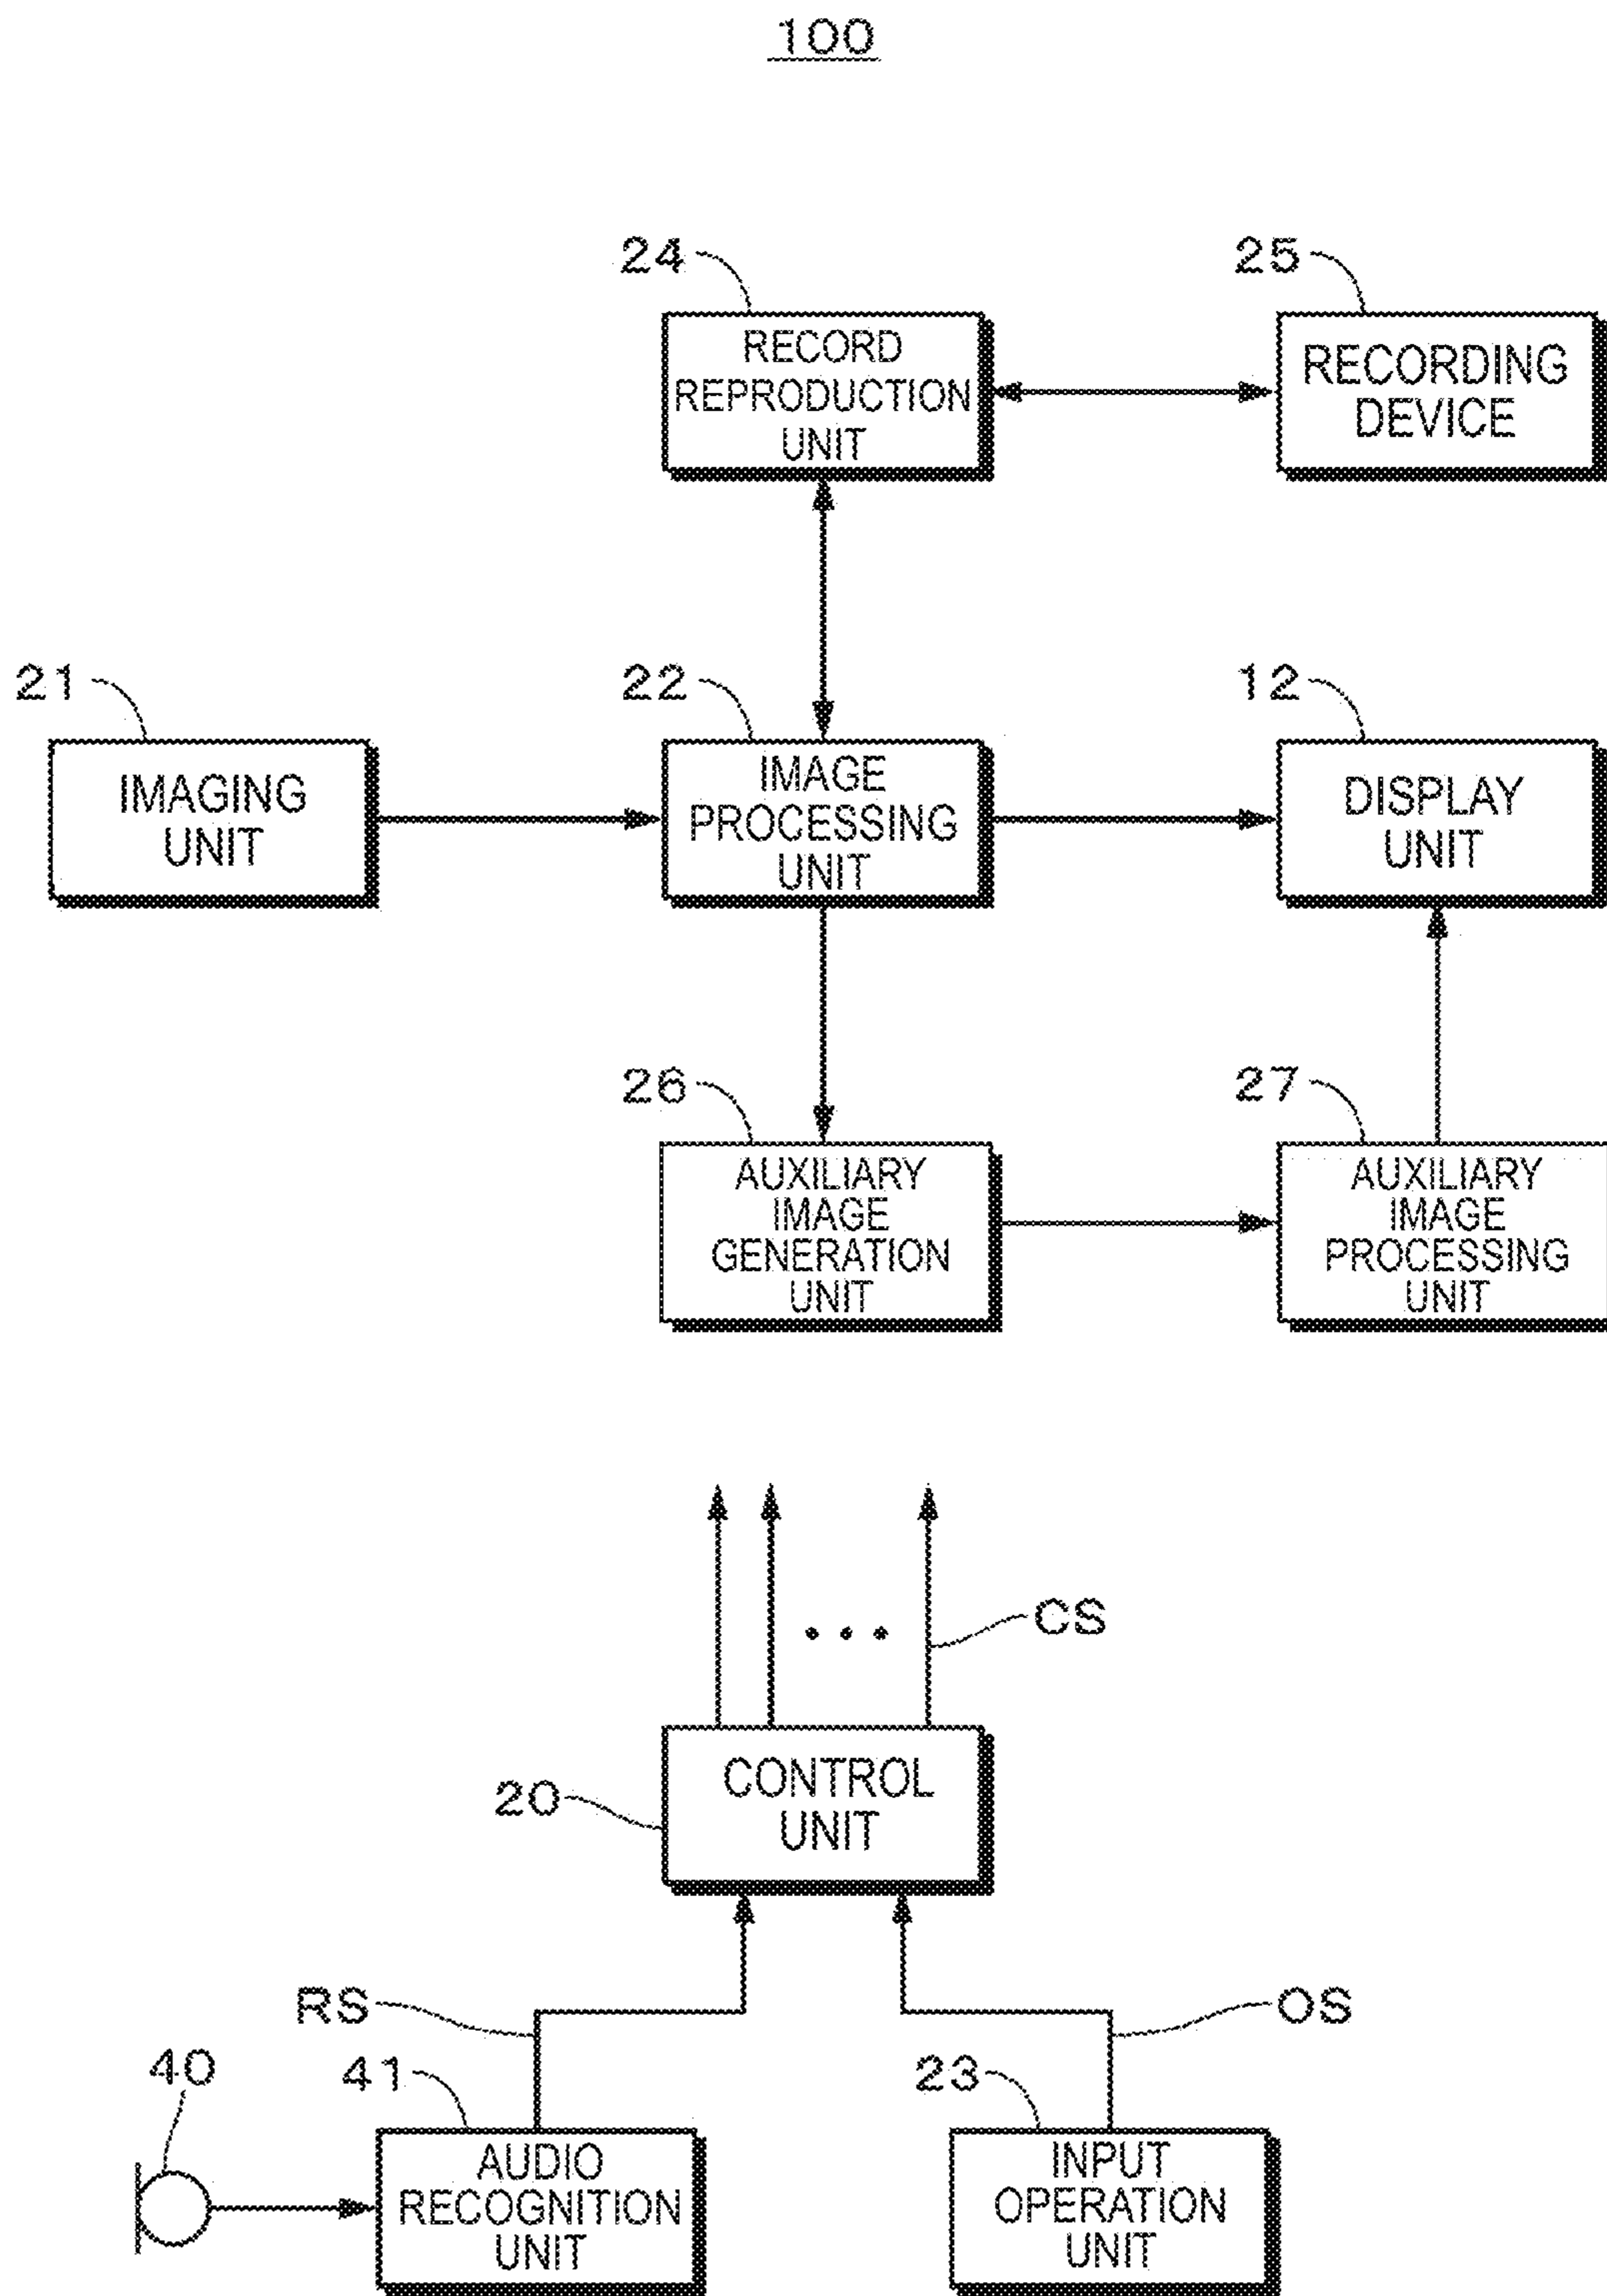 100
24
RECORD
REPRODUCTION
UNIT
25
RECORDING
DEVICE
21
IMAGING
UNIT
22
IMAGE
PROCESSING
UNIT
12
DISPLAY
UNIT
26
AUXILIARY
IMAGE
GENERATION
UNIT
27
AUXILIARY
IMAGE
PROCESSING
UNIT
CS
20
CONTROL
UNIT
RS
OS
40
41
AUDIO
RECOGNITION
UNIT
23
INPUT
OPERATION
UNIT